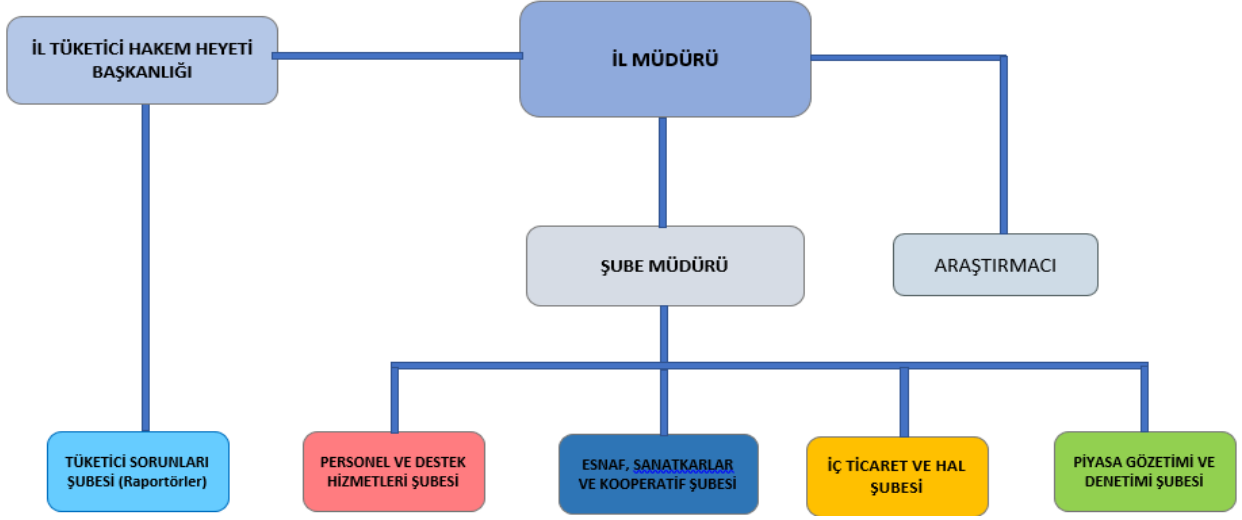 İL TÜKETİCİ HAKEM HEYETİ
BAŞKANLIĞI
İL MÜDÜRÜ
ŞUBE MÜDÜRÜ
ARAŞTIRMACI
TÜKETİCİ SORUNLARI
ŞUBESİ (Raportörler)
PERSONEL VE DESTEK
HİZMETLERİ ŞUBESİ
ESNAF, SANATKARLAR
VE KOOPERATİF ŞUBESİ
İÇ TİCARET VE HAL
ŞUBESİ
PİYASA GÖZETİMİ VE
DENETİMİ ŞUBESİ